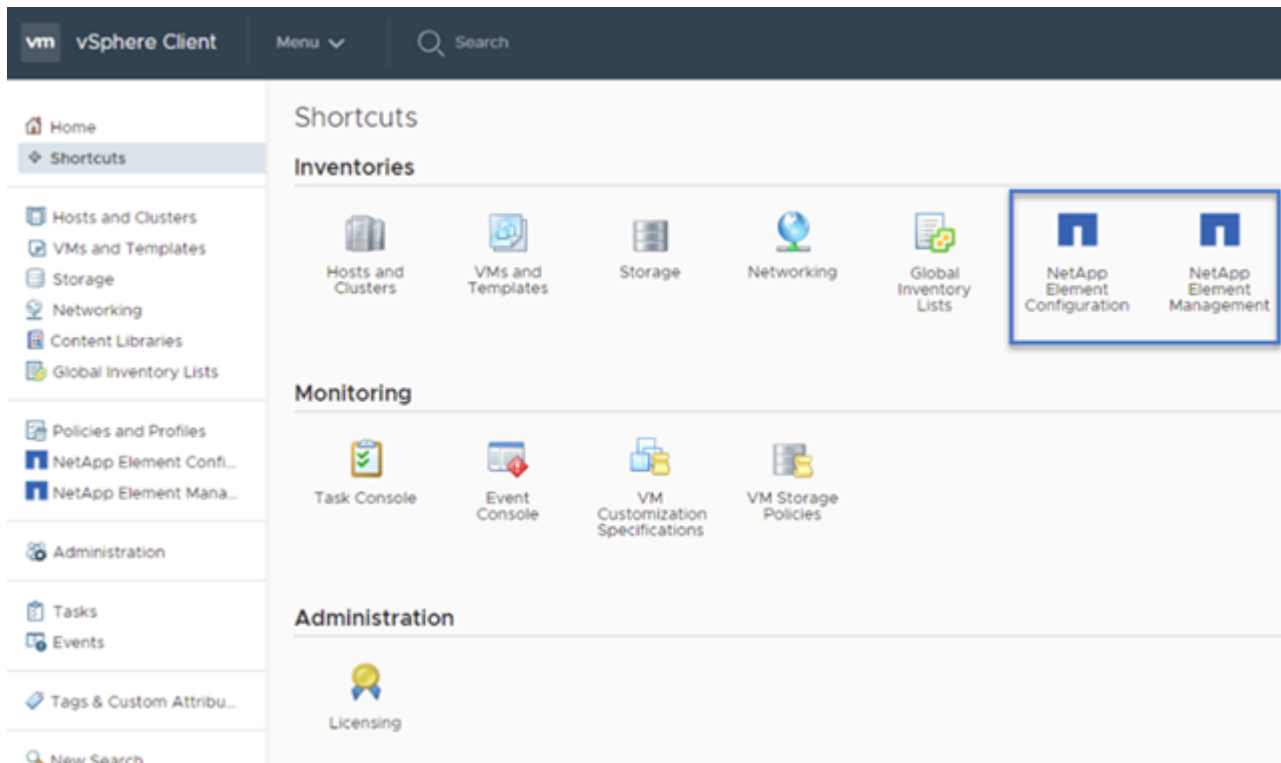 vm vSphere Client Menu Search
Home
Shortcuts
Hosts and Clusters
VMs and Templates
Storage
Networking
Content Libraries
Global Inventory Lists
Policies and Profiles
NetApp Element Confi...
NetApp Element Mana...
Administration
Tasks
Events
Tags & Custom Attribu...
New Search
Shortcuts
Inventories
Hosts and
Clusters
VMs and
Templates
Storage
Networking
Global
Inventory
Lists
NetApp
Element
Configuration
NetApp
Element
Management
Monitoring
Task Console
Event
Console
VM
Customization
Specifications
VM Storage
Policies
Administration
Licensing